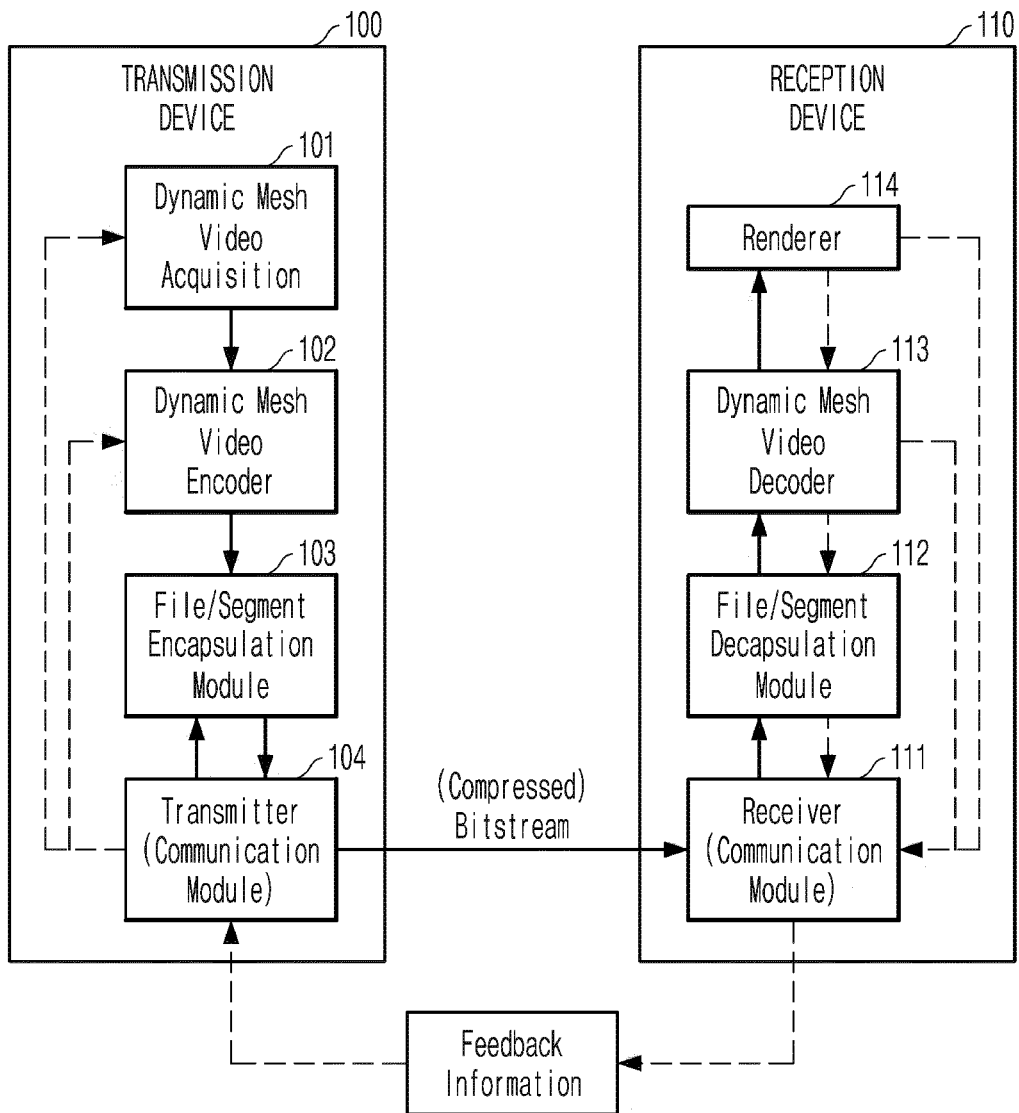 100
TRANSMISSION
DEVICE
101
Dynamic Mesh
Video
Acquisition
102
Dynamic Mesh
Video
Encoder
103
File/Segment
Encapsulation
Module
104
Transmitter
(Communication
Module)
(Compressed)
Bitstream
110
RECEPTION
DEVICE
114
Renderer
113
Dynamic Mesh
Video
Decoder
112
File/Segment
Decapsulation
Module
111
Receiver
(Communication
Module)
Feedback
Information